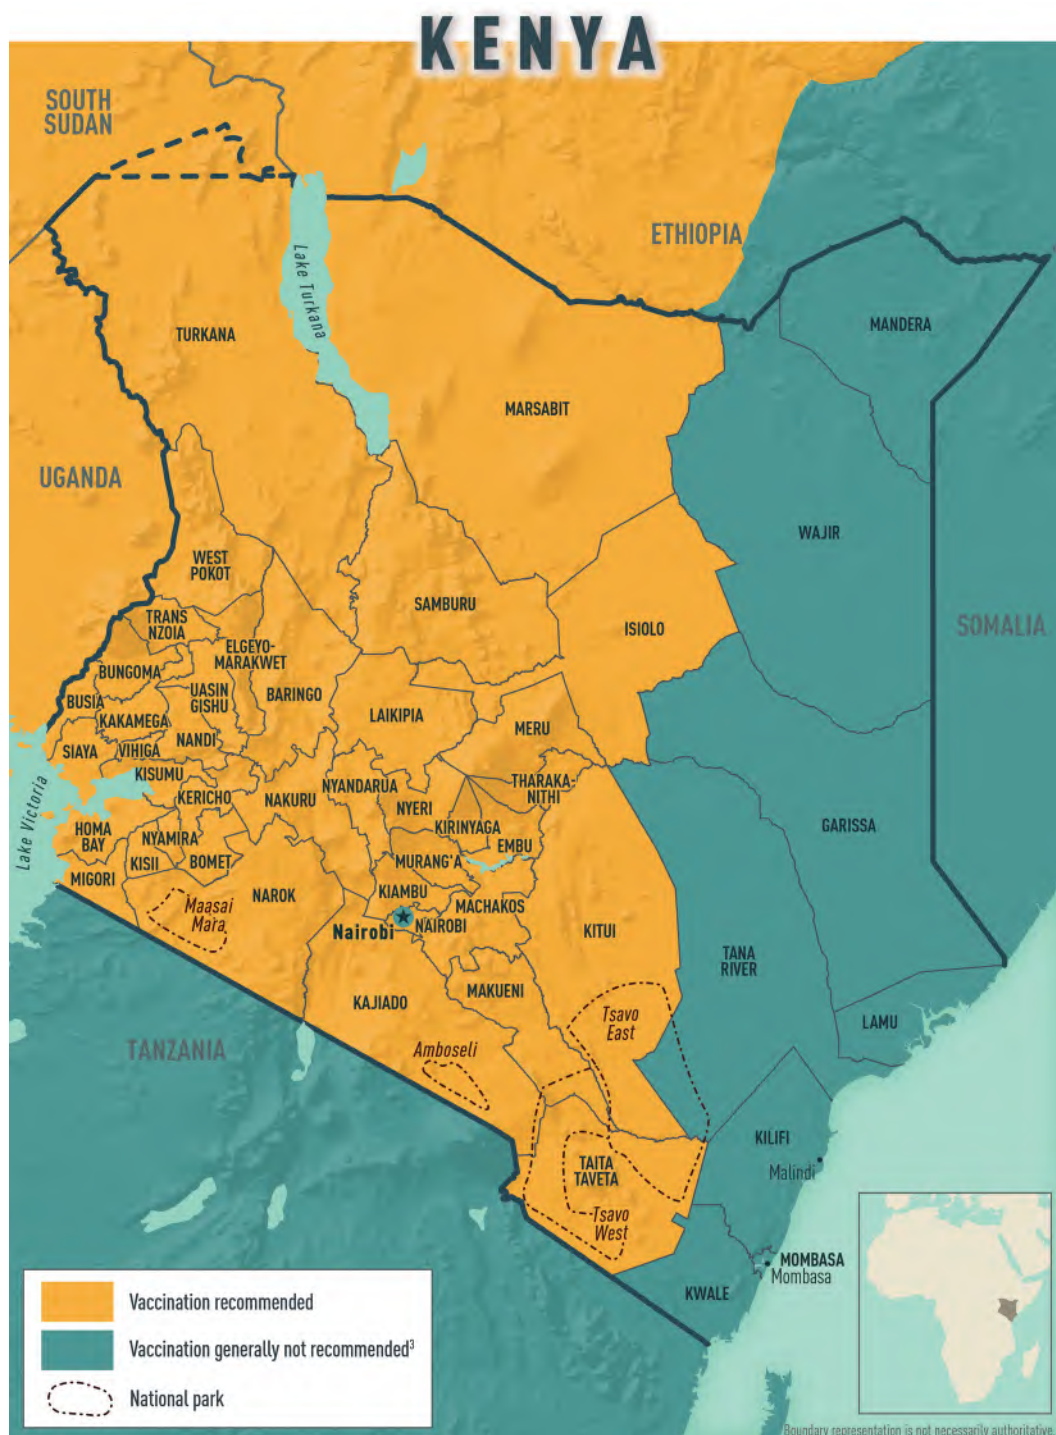 KENYA
SOUTH
SUDAN
ETHIOPIA
Lake Turkana
MANDERA
TURKANA
MARSABIT
UGANDA
WAJIR
WEST
POKOT
SAMBURU
ISIOLO
SOMALIA
TRANS
NZOIA
ELGEYO-
MARAKWET
BUNGOMA
UASIN
GISHU
BARINGO
BUSIA
KAKAMEGA
LAIKIPIA
MERU
NANDI
SIAYA
VIHIGA
KISUMU
NYANDARUA
THARAKA-
NITHI
KERICHO
NAKURU
NYERI
Lake Victoria
HOMA
BAY
NYAMIRA
KIRINYAGA
GARISSA
EMBU
KISII
BOMET
MURANG'A
MIGORI
NAROK
KIAMBU
MACHAKOS
Maasai
Mara
Nairobi
NAIROBI
KITUI
TANA
RIVER
MAKUENI
KAJIADO
Tsavo
East
LAMU
TANZANIA
Amboseli
KILIFI
Malindi
TAITA
TAVETA
Tsavo
West
MOMBASA
Mombasa
KWALE
Vaccination recommended
Vaccination generally not recommended³
National park
Boundary representation is not necessarily authoritative